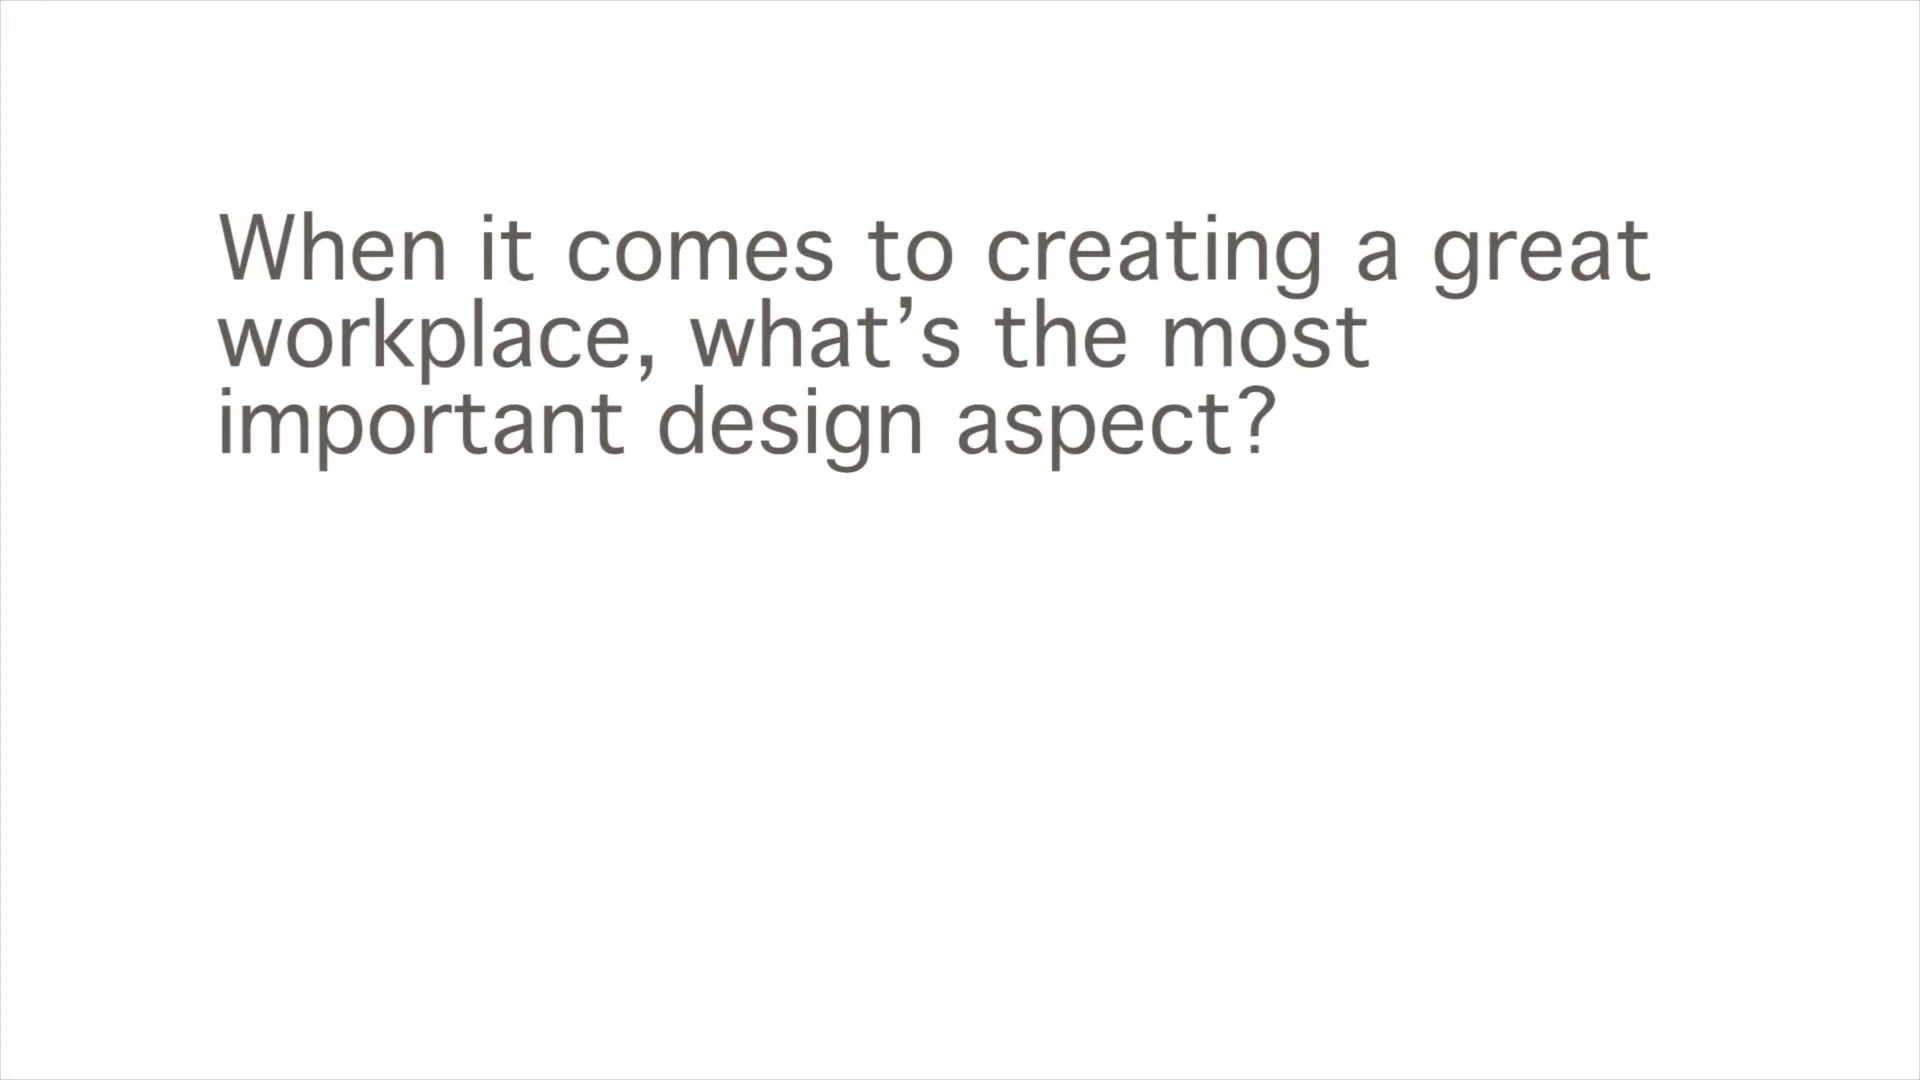 When it comes to creating a great
workplace, what’s the most
important design aspect?